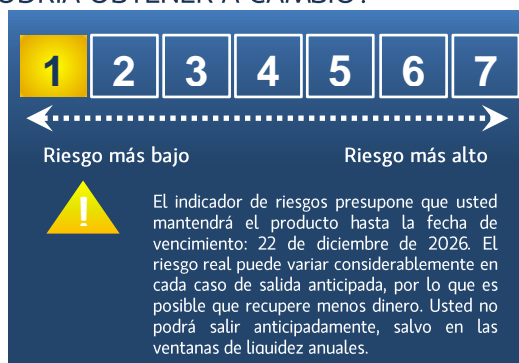 ODRÍA OBTENER A CAMBIO?
1 2 3 4 5 6 7
Riesgo más bajo Riesgo más alto
!
El indicador de riesgos presupone que usted
mantendrá el producto hasta la fecha de
vencimiento: 22 de diciembre de 2026. El
riesgo real puede variar considerablemente en
cada caso de salida anticipada, por lo que es
posible que recupere menos dinero. Usted no
podrá salir anticipadamente, salvo en las
ventanas de liquidez anuales.